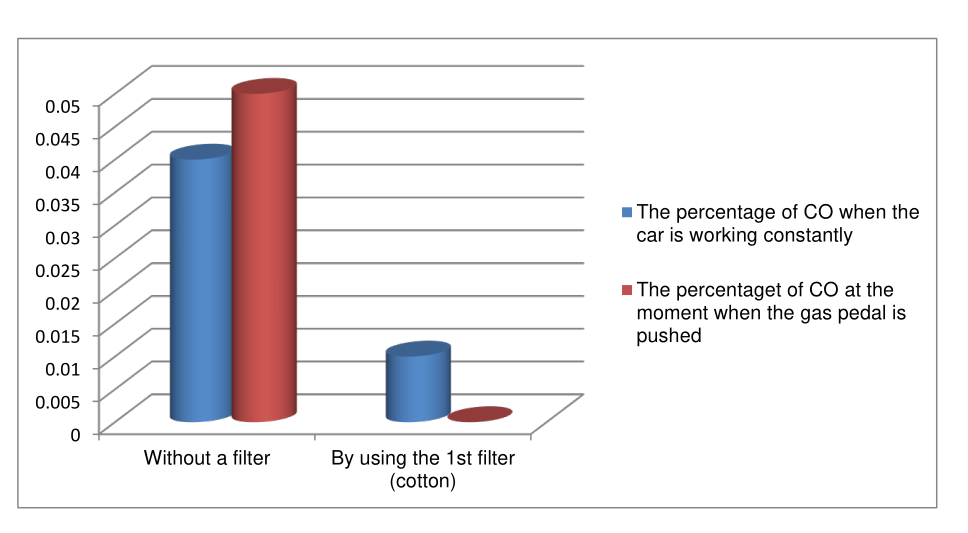 0.05
0.045
0.04
0.035
0.03
0.025
0.02
0.015
0.01
0.005
0
Without a filter
By using the 1st filter
(cotton)
The percentage of CO when the
car is working constantly
The percentaget of CO at the
moment when the gas pedal is
pushed